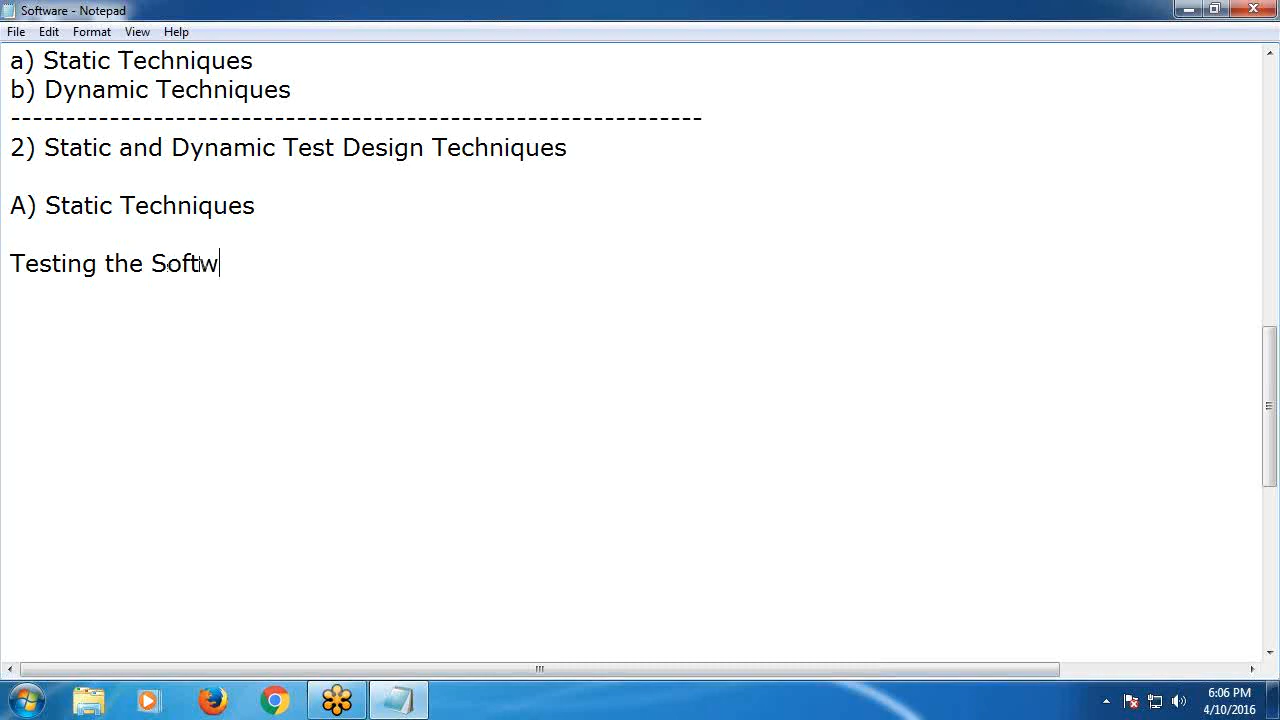 Software - Notepad
File Edit Format View Help
a) Static Techniques
b) Dynamic Techniques
---------------------------------------------------------------
2) Static and Dynamic Test Design Techniques
A) Static Techniques
Testing the Softw
6:06 PM
4/10/2016